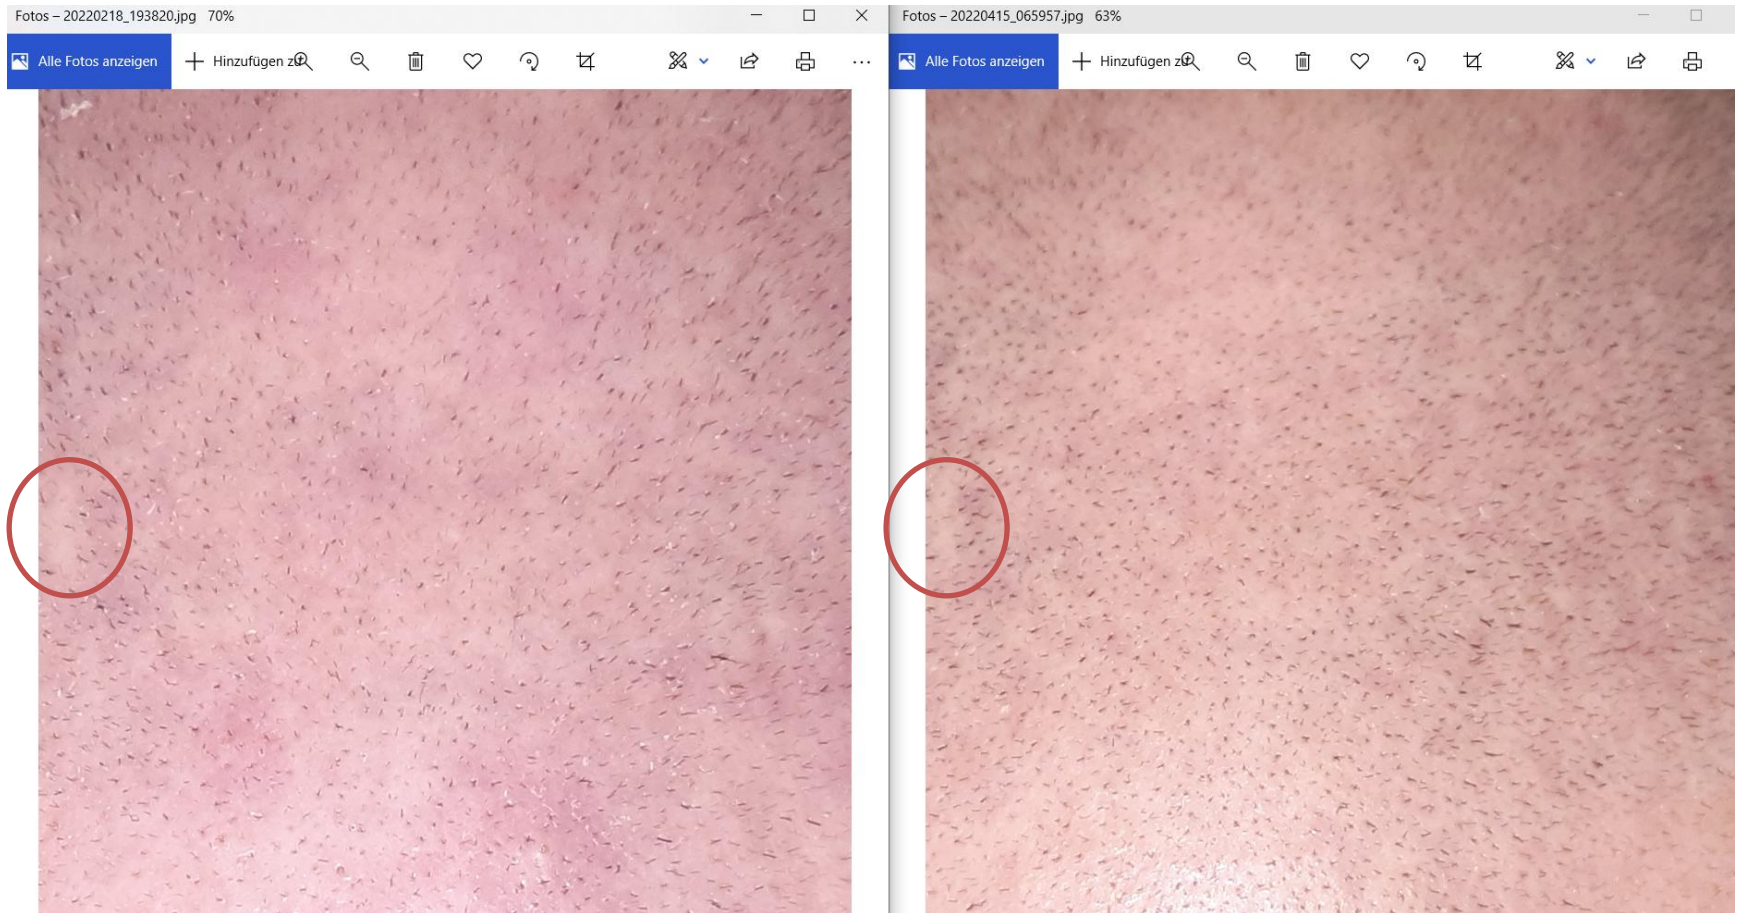 Fotos – 20220218_193820.jpg 70%
Alle Fotos anzeigen
Hinzufügen zu
Fotos – 20220415_065957.jpg 63%
Alle Fotos anzeigen
Hinzufügen zu